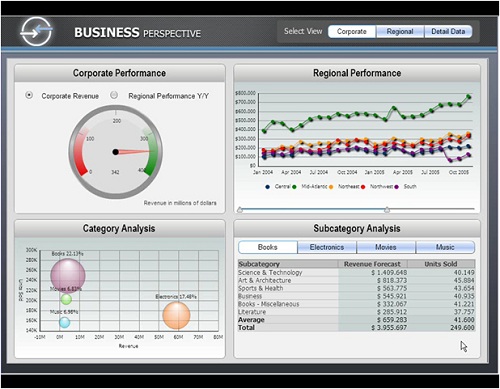 BUSINESS PERSPECTIVE
Select View Corporate Regional Detail Data
Corporate Performance
Corporate Revenue Regional Performance Y/Y
200
100 300
0 400
342
Revenue in millions of dollars
Regional Performance
$800.000
$700.000
$600.000
$500.000
$400.000
$300.000
$200.000
$100.000
$0
Jan 2004 Apr 2004 Jul 2004 Oct 2004 Jan 2005 Apr 2005 Jul 2005 Oct 2005
Central Mid-Atlantic Northeast Northwest South
Category Analysis
300K
280K
260K
240K
220K
200K
180K
160K
140K
Units Sold
Books 22.13%
Movies 6.83%
Music 6.98%
Electronics 17.48%
-10M 0M 10M 20M 30M 40M 50M 60M 70M 80M
Revenue
Subcategory Analysis
Books Electronics Movies Music
Subcategory Revenue Forecast Units Sold
Science & Technology $ 1.409.648 40.149
Art & Architecture $ 818.373 45.884
Sports & Health $ 563.775 43.654
Business $ 545.921 40.935
Books - Miscellaneous $ 332.067 41.221
Literature $ 285.912 37.757
Average $ 659.283 41.600
Total $ 3.955.697 249.600